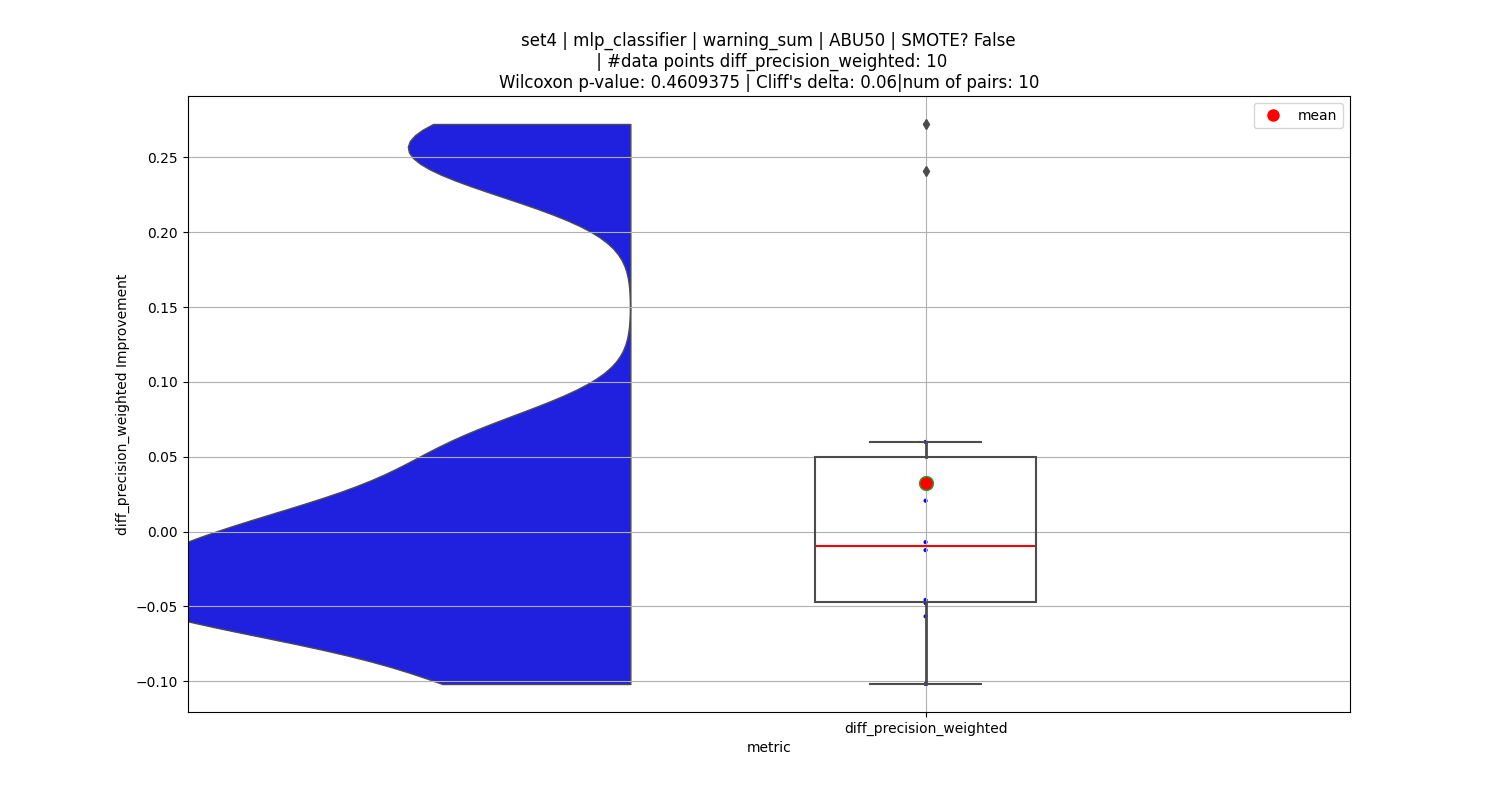 set4 | mlp_classifier | warning_sum | ABU50 | SMOTE? False
| #data points diff_precision_weighted: 10
Wilcoxon p-value: 0.4609375 | Cliff's delta: 0.06|num of pairs: 10
mean
0.25
0.20
0.15
0.10
0.05
0.00
−0.05
−0.10
diff_precision_weighted Improvement
diff_precision_weighted
metric